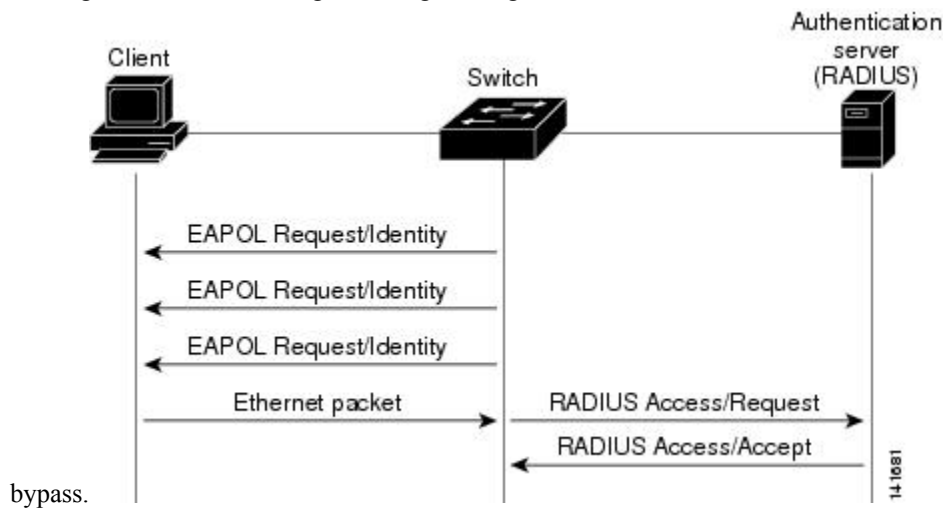 Authentication
server
(RADIUS)
Client
Switch
EAPOL Request/Identity
EAPOL Request/Identity
EAPOL Request/Identity
Ethernet packet
RADIUS Access/Request
RADIUS Access/Accept
141681
bypass.